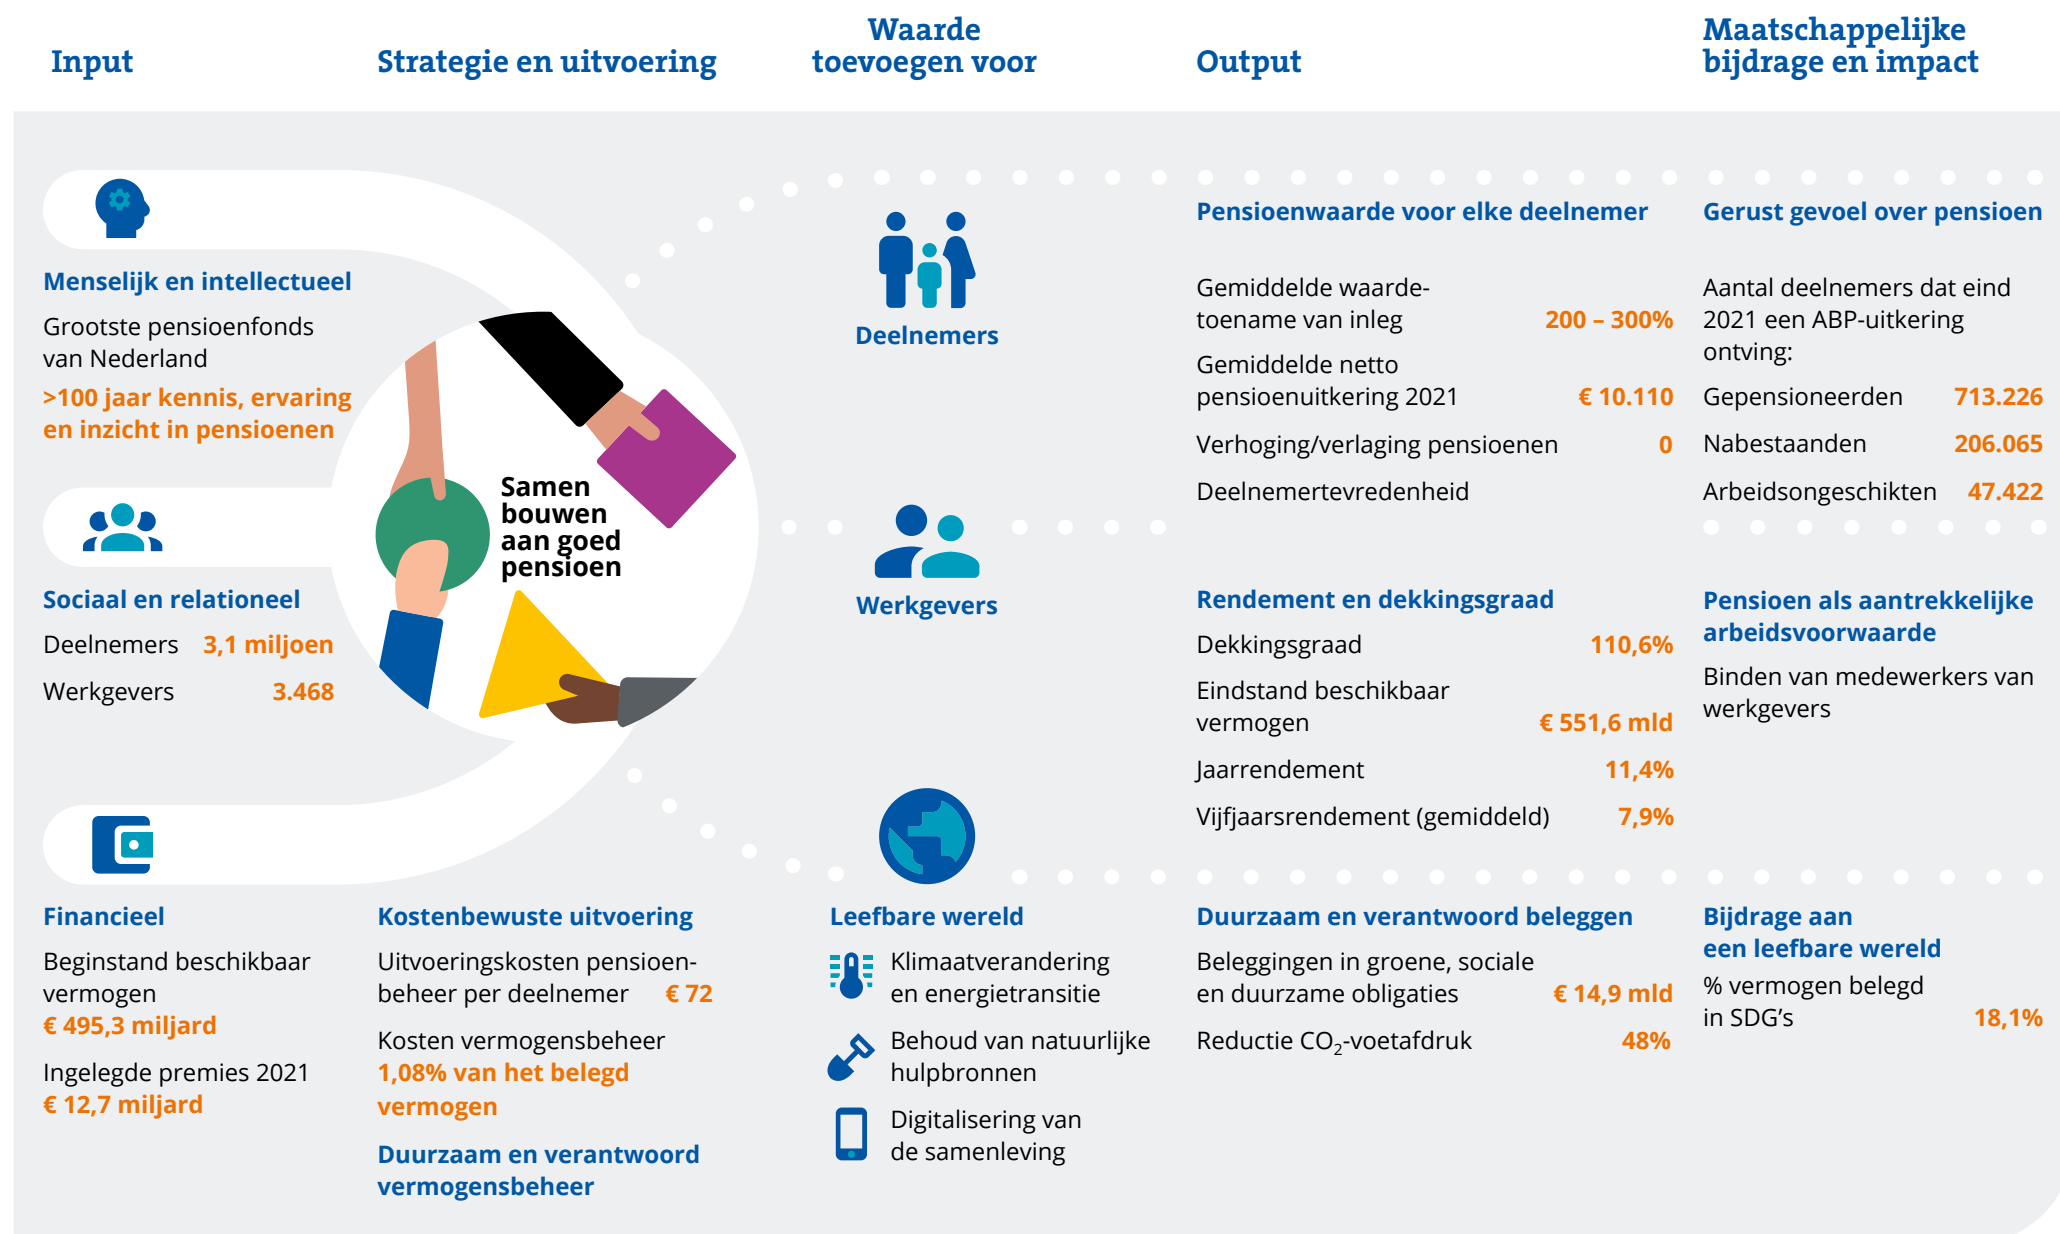 Input
Strategie en uitvoering
Waarde
toevoegen voor
Output
Maatschappelijke
bijdrage en impact
Menselijk en intellectueel
Grootste pensioenfonds
van Nederland
>100 jaar kennis, ervaring
en inzicht in pensioenen
Sociaal en relationeel
Deelnemers 3,1 miljoen
Werkgevers 3.468
Financieel
Beginstand beschikbaar
vermogen
€ 495,3 miljard
Ingelegde premies 2021
€ 12,7 miljard
Samen
bouwen
aan goed
pensioen
Kostenbewuste uitvoering
Uitvoeringskosten pensioen-
beheer per deelnemer € 72
Kosten vermogensbeheer
1,08% van het belegd
vermogen
Duurzaam en verantwoord
vermogensbeheer
Deelnemers
Werkgevers
Leefbare wereld
Klimaatverandering
en energietransitie
Behoud van natuurlijke
hulpbronnen
Digitalisering van
de samenleving
Pensioenwaarde voor elke deelnemer
Gemiddelde waarde-
toename van inleg 200 – 300%
Gemiddelde netto
pensioenuitkering 2021 € 10.110
Verhoging/verlaging pensioenen 0
Deelnemertevredenheid
Rendement en dekkingsgraad
Dekkingsgraad 110,6%
Eindstand beschikbaar
vermogen € 551,6 mld
Jaarrendement 11,4%
Vijfjaarsrendement (gemiddeld) 7,9%
Duurzaam en verantwoord beleggen
Beleggingen in groene, sociale
en duurzame obligaties € 14,9 mld
Reductie CO₂-voetafdruk 48%
Gerust gevoel over pensioen
Aantal deelnemers dat eind
2021 een ABP-uitkering
ontving:
Gepensioneerden 713.226
Nabestaanden 206.065
Arbeidsongeschikten 47.422
Pensioen als aantrekkelijke
arbeidsvoorwaarde
Binden van medewerkers van
werkgevers
Bijdrage aan
een leefbare wereld
% vermogen belegd
in SDG’s 18,1%